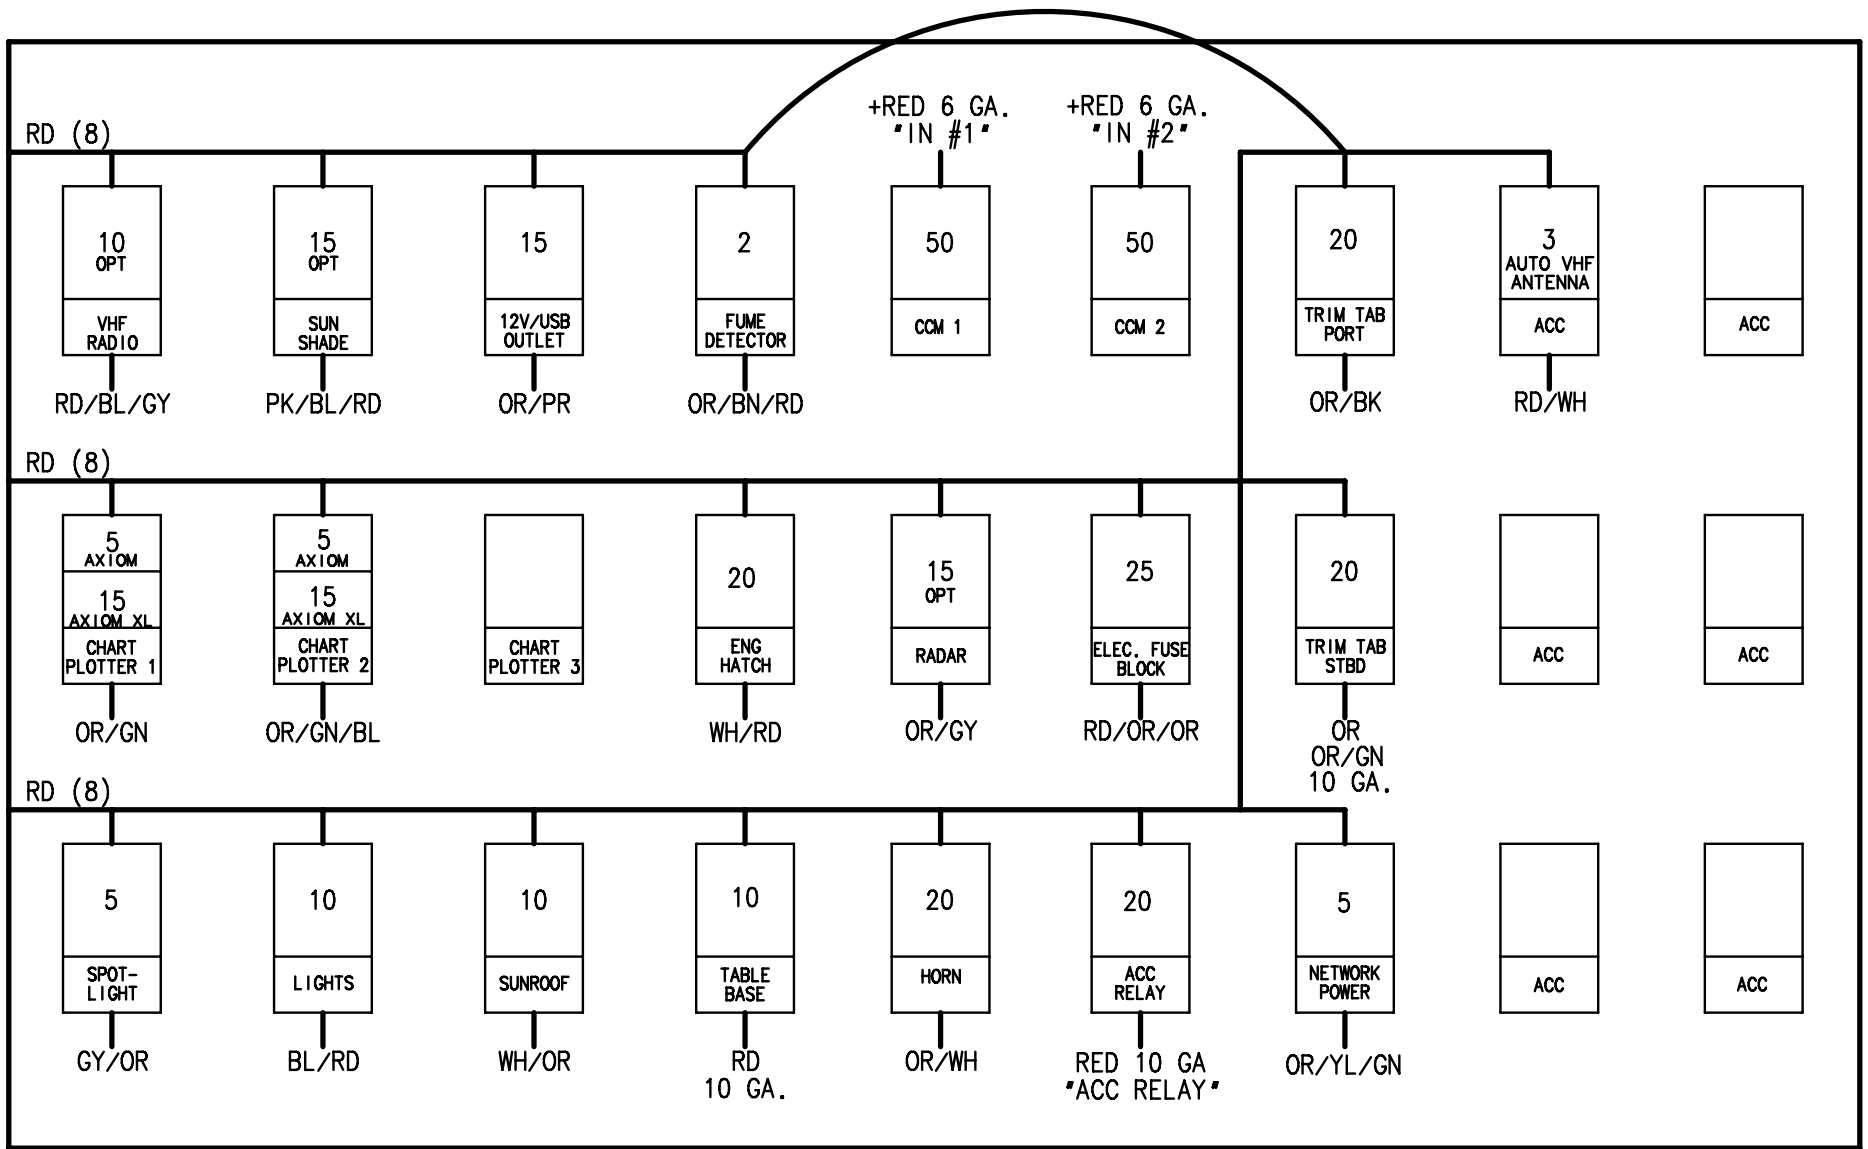 +RED 6 GA.
"IN #1"
+RED 6 GA.
"IN #2"
RD (8)
10
OPT
VHF
RADIO
RD/BL/GY
15
OPT
SUN
SHADE
PK/BL/RD
15
12V/USB
OUTLET
OR/PR
2
FUME
DETECTOR
OR/BN/RD
50
CCM 1
50
CCM 2
20
TRIM TAB
PORT
OR/BK
3
AUTO VHF
ANTENNA
ACC
RD/WH
ACC
RD (8)
5
AXIOM
15
AXIOM XL
CHART
PLOTTER 1
OR/GN
5
AXIOM
15
AXIOM XL
CHART
PLOTTER 2
OR/GN/BL
CHART
PLOTTER 3
20
ENG
HATCH
WH/RD
15
OPT
RADAR
OR/GY
25
ELEC. FUSE
BLOCK
RD/OR/OR
20
TRIM TAB
STBD
OR
OR/GN
10 GA.
ACC
ACC
RD (8)
5
SPOT-
LIGHT
GY/OR
10
LIGHTS
BL/RD
10
SUNROOF
WH/OR
10
TABLE
BASE
RD
10 GA.
20
HORN
OR/WH
20
ACC
RELAY
RED 10 GA
"ACC RELAY"
5
NETWORK
POWER
OR/YL/GN
ACC
ACC